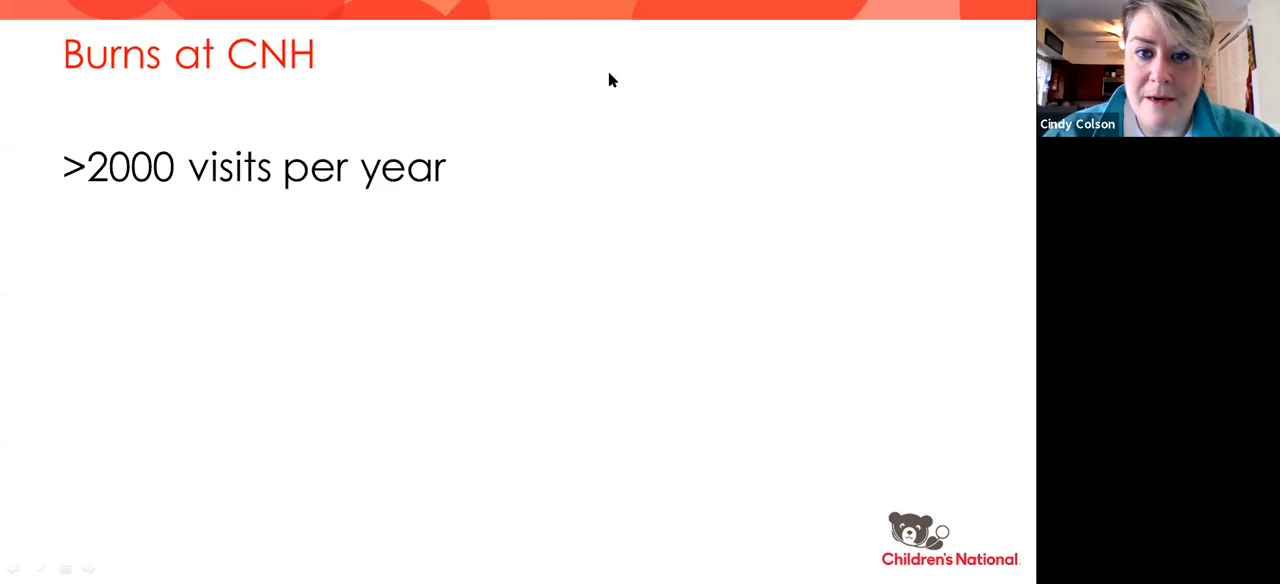 Burns at CNH
Cindy Colson
>2000 visits per year
Children's National